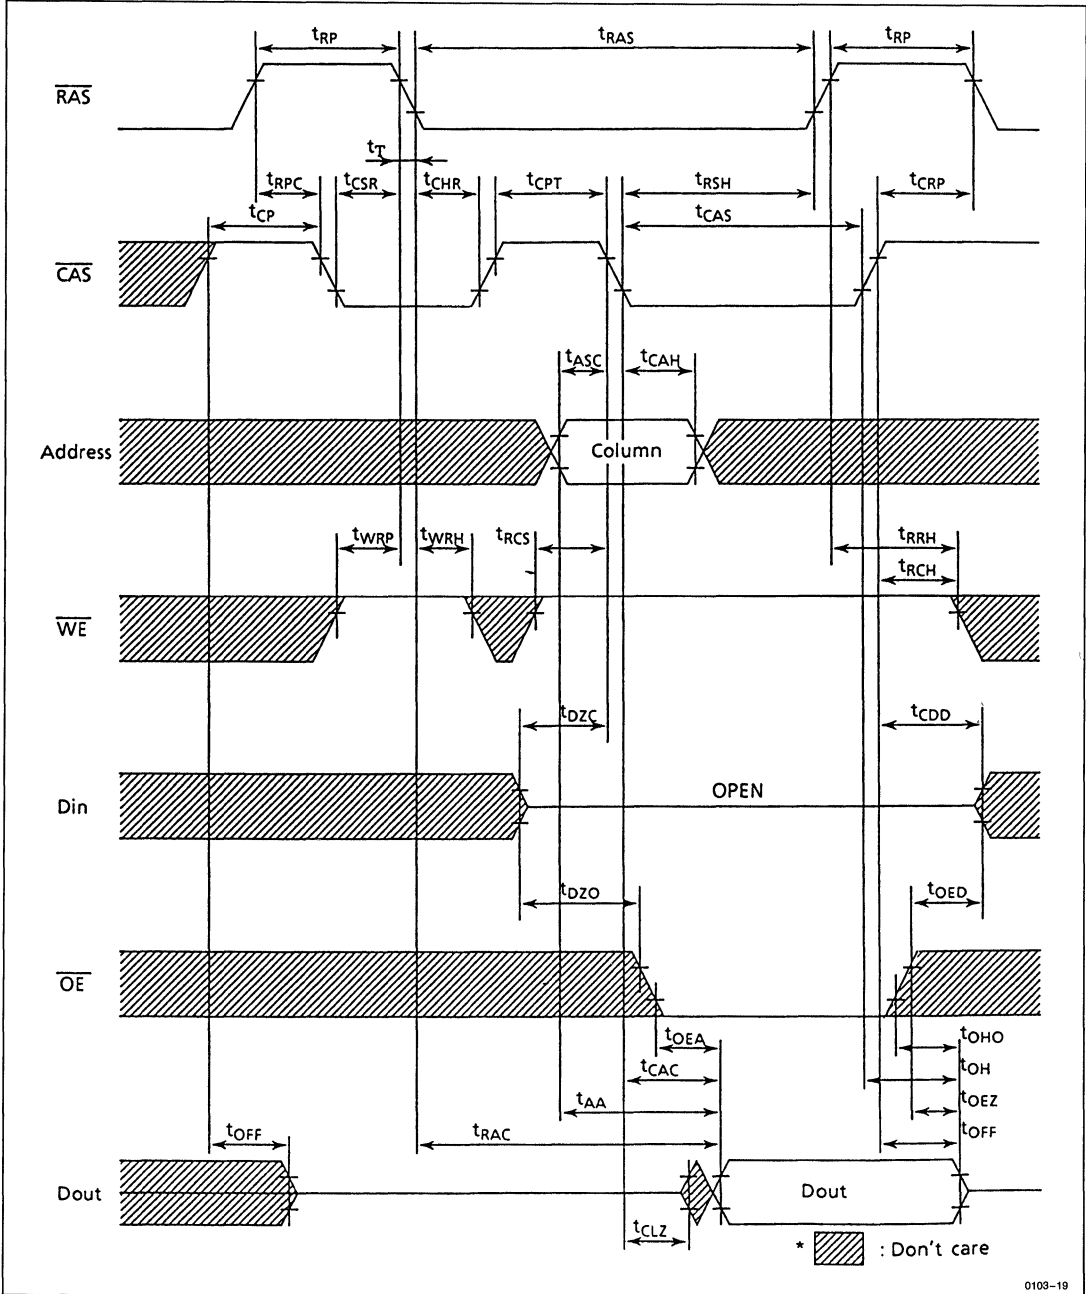 tRP tRAS tRP
RAS
tT
tRPC tCSR tCHR tCPT tRSH tCRP
tCP tCAS
CAS
tASC tCAH
Address Column
tWRP tWRH tRCS tRRH
tRCH
WE
tDZC tCDD
Din OPEN
tDZO tOED
OE
tOEA tOHO
tCAC tOH
tAA tOEZ
tOFF tRAC tOFF
Dout Dout
tCLZ
* : Don't care
0103-19